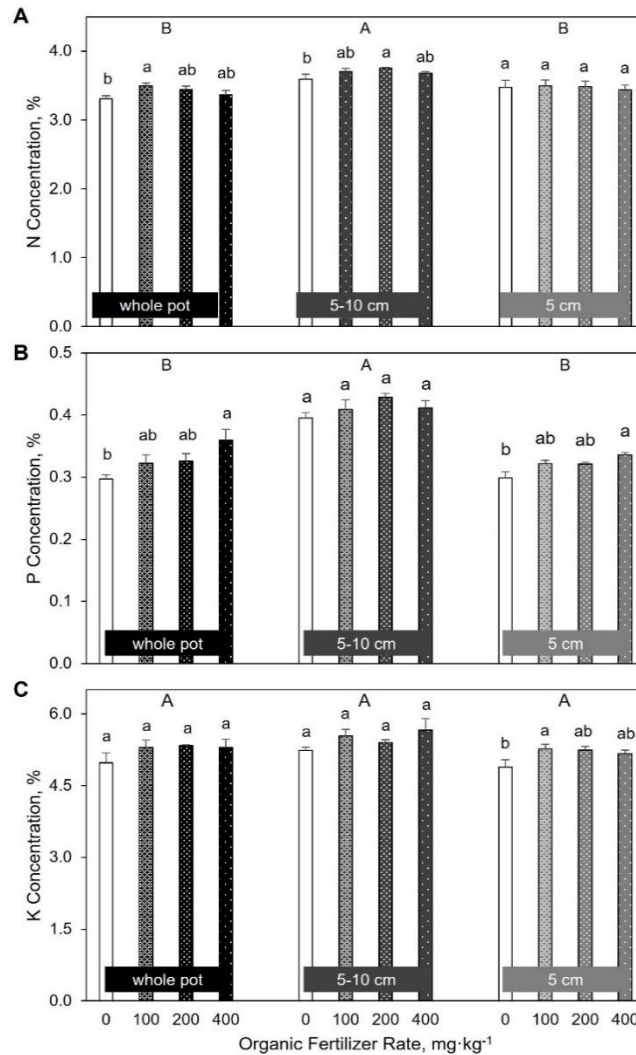 A
B A B
4.0
b a ab ab b ab a ab a a a a
3.0
N Concentration, %
2.0
1.0
whole pot 5-10 cm 5 cm
0.0
B
0.5
B A B
b ab ab a a a a a b ab ab a
0.4
0.3
P Concentration, %
0.2
0.1
whole pot 5-10 cm 5 cm
0.0
C
A A A
6.0
a a a a a a a a b a ab ab
4.5
K Concentration, %
3.0
1.5
whole pot 5-10 cm 5 cm
0.0
0 100 200 400 0 100 200 400 0 100 200 400
Organic Fertilizer Rate, mg·kg⁻¹